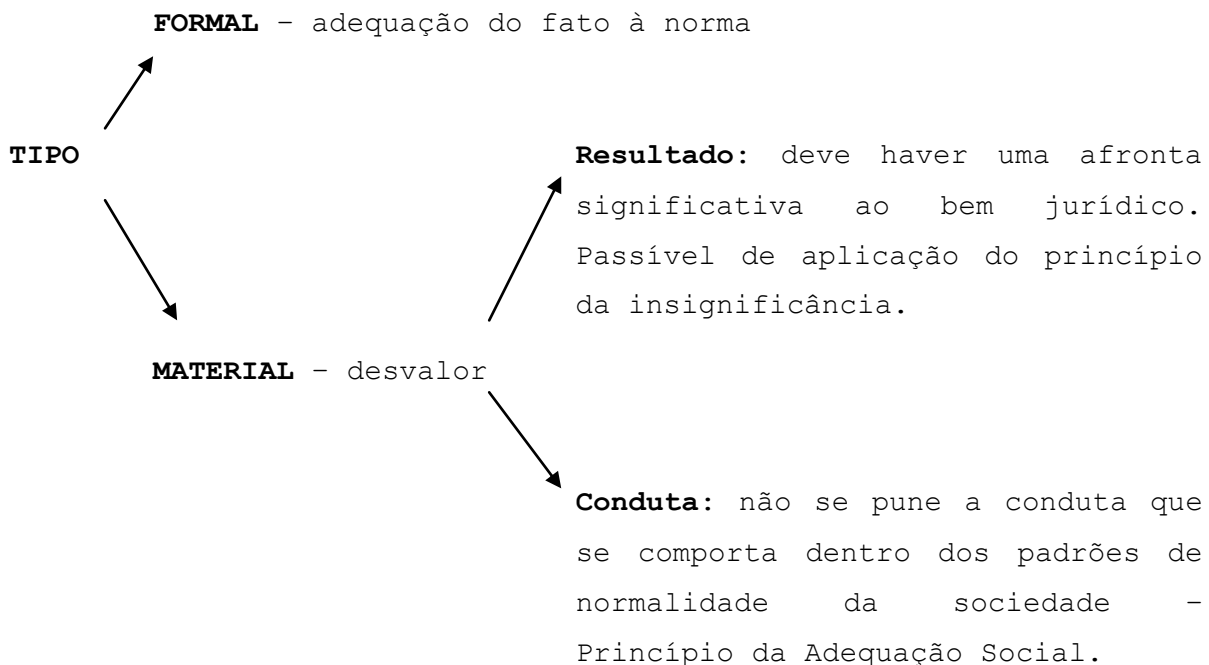 FORMAL – adequação do fato à norma
TIPO
Resultado: deve haver uma afronta
significativa ao bem jurídico.
Passível de aplicação do princípio
da insignificância.
MATERIAL – desvalor
Conduta: não se pune a conduta que
se comporta dentro dos padrões de
normalidade da sociedade –
Princípio da Adequação Social.